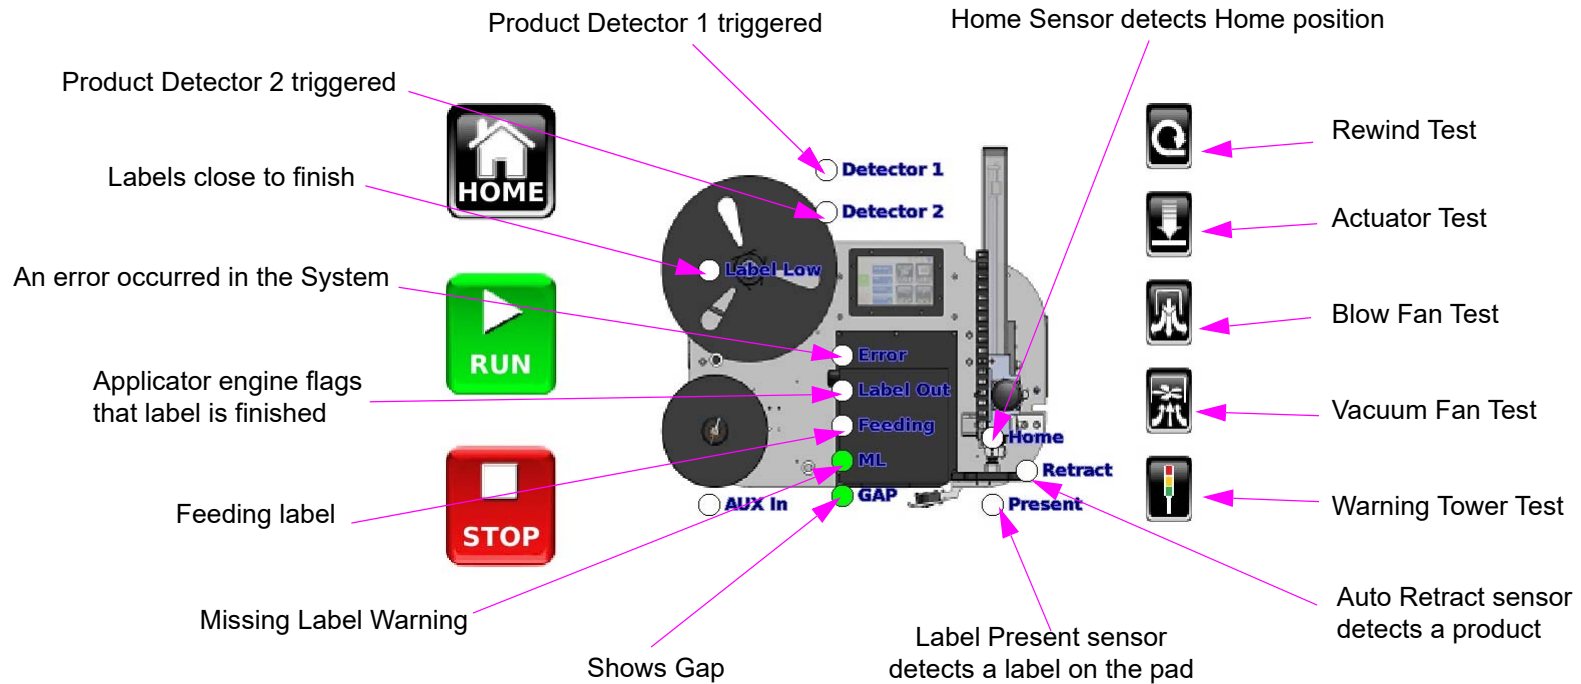 Product Detector 1 triggered
Home Sensor detects Home position
Product Detector 2 triggered
HOME
Labels close to finish
Detector 1
Detector 2
Label Low
An error occurred in the System
RUN
Error
Applicator engine flags
that label is finished
Label Out
Feeding
Home
ML
Retract
Feeding label
STOP
AUX In
GAP
Present
Missing Label Warning
Shows Gap
Label Present sensor
detects a label on the pad
Rewind Test
Actuator Test
Blow Fan Test
Vacuum Fan Test
Warning Tower Test
Auto Retract sensor
detects a product